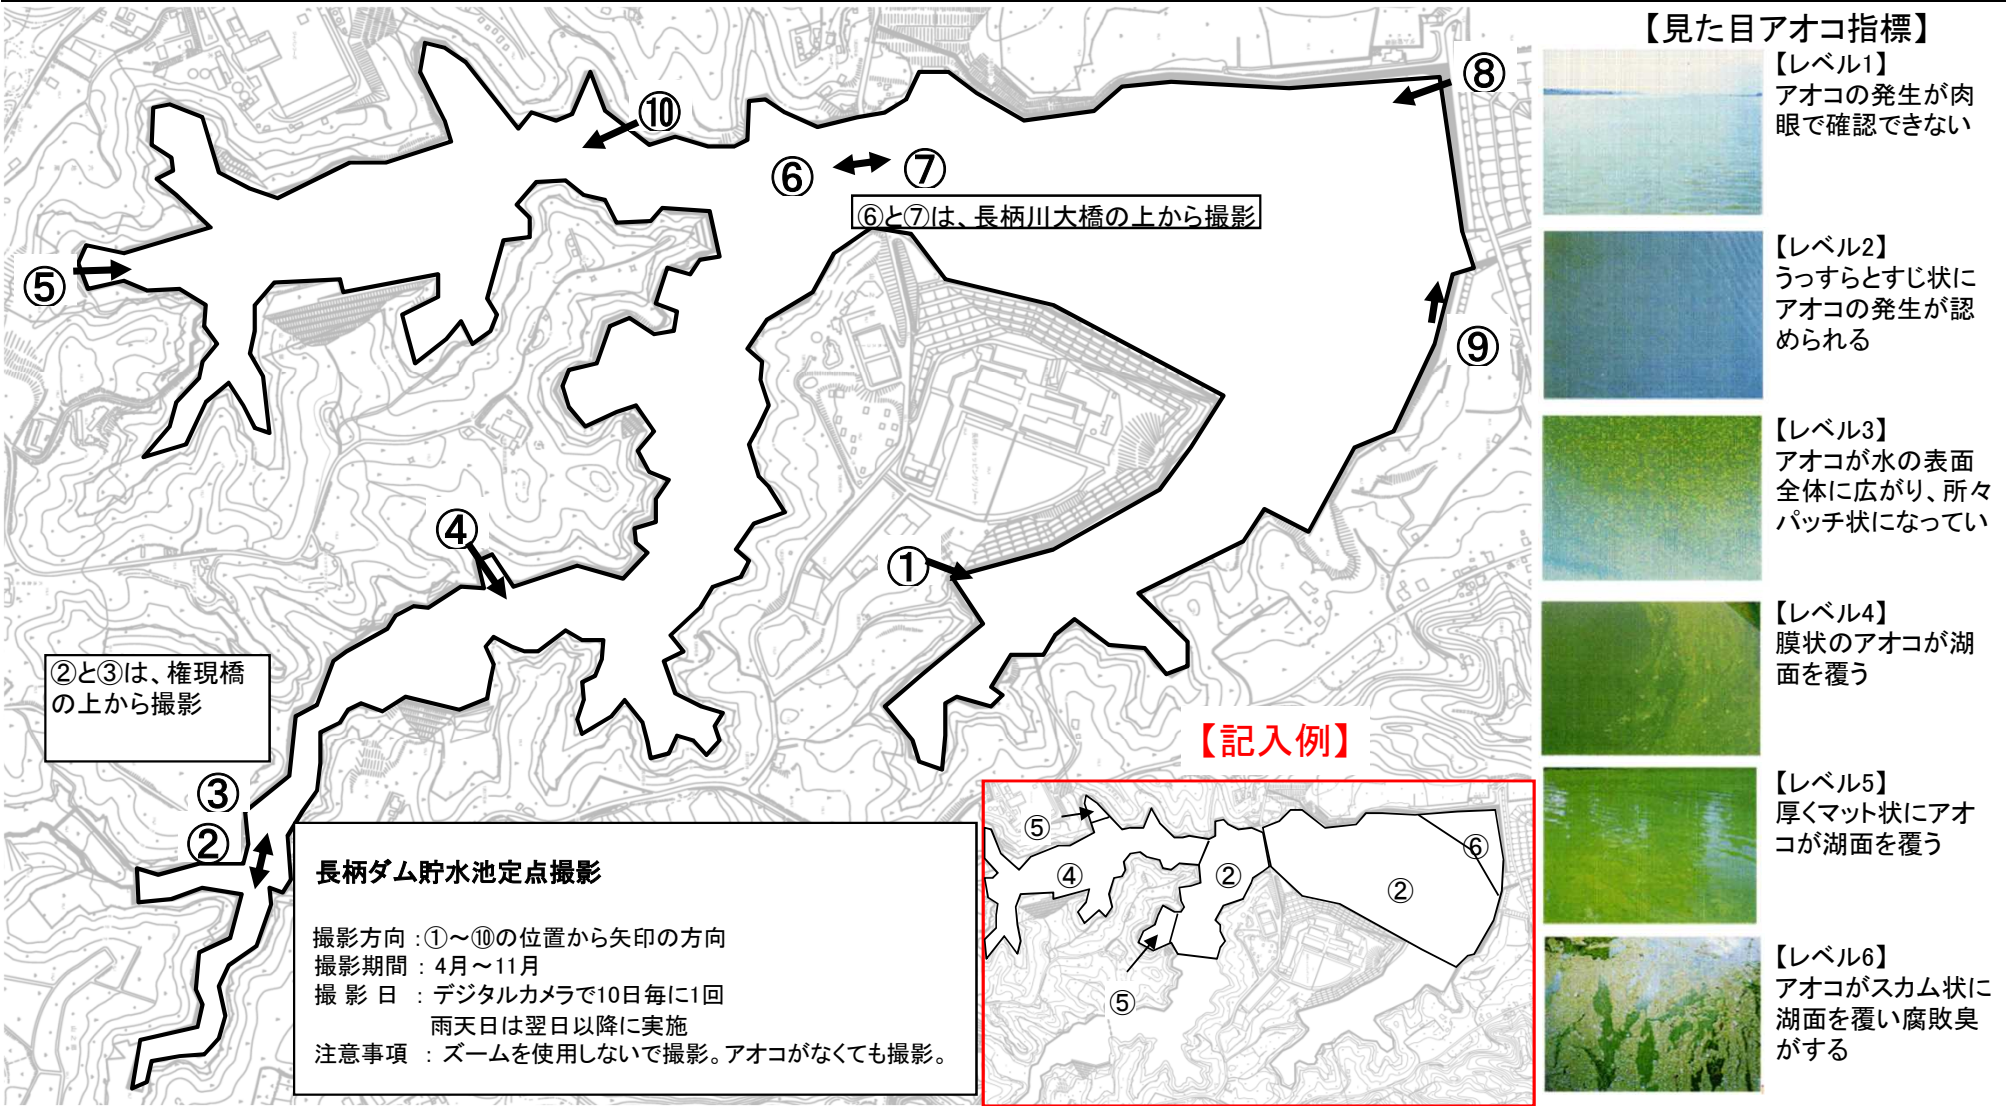 【見た目アオコ指標】
【レベル1】
アオコの発生が肉
眼で確認できない
【レベル2】
うっすらとすじ状に
アオコの発生が認
められる
【レベル3】
アオコが水の表面
全体に広がり、所々
パッチ状になってい
【レベル4】
膜状のアオコが湖
面を覆う
【レベル5】
厚くマット状にアオ
コが湖面を覆う
【レベル6】
アオコがスカム状に
湖面を覆い腐敗臭
がする
⑧
⑩
⑥
⑦
⑥と⑦は、長柄川大橋の上から撮影
⑤
⑨
④
①
②と③は、権現橋
の上から撮影
③
②
長柄ダム貯水池定点撮影
撮影方向：①～⑩の位置から矢印の方向
撮影期間：4月～11月
撮 影 日 ：デジタルカメラで10日毎に1回
雨天日は翌日以降に実施
注意事項 ：ズームを使用しないで撮影。アオコがなくても撮影。
【記入例】
⑤
⑥
④
②
②
⑤